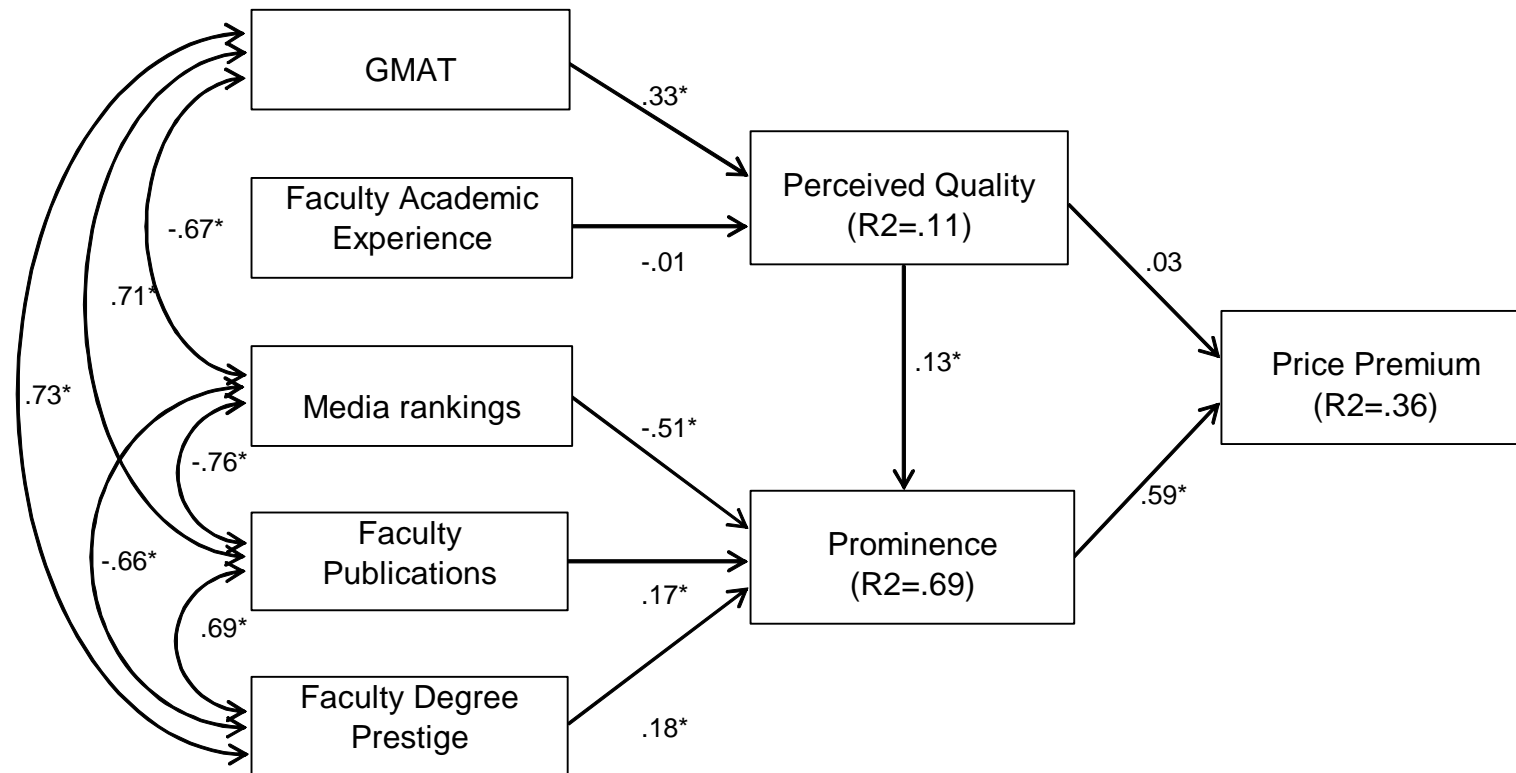 GMAT
.33*
Perceived Quality
(R2=.11)
Faculty Academic
Experience
-.67*
-.01
.03
.71*
Price Premium
(R2=.36)
.13*
.73*
Media rankings
-.51*
-.76*
.59*
Faculty
Publications
Prominence
(R2=.69)
-.66*
.17*
.69*
Faculty Degree
Prestige
.18*